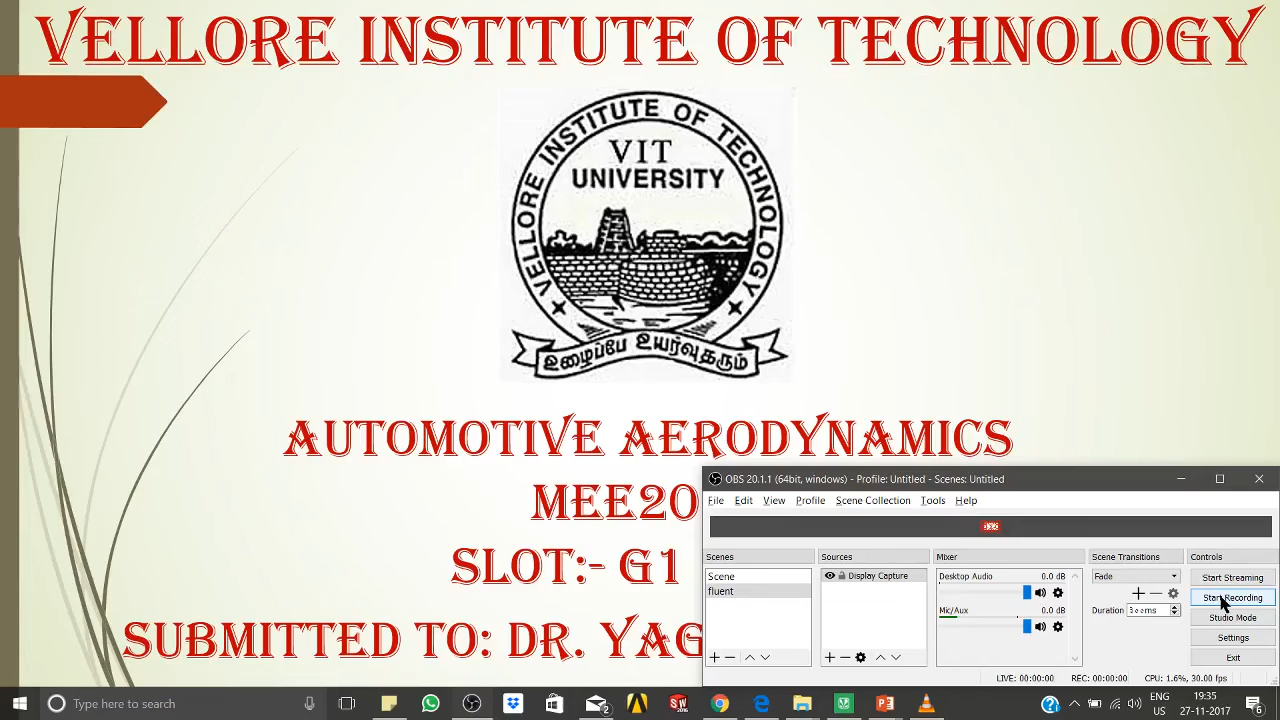 VELLORE INSTITUTE OF TECHNOLOGY
VELLORE INSTITUTE OF TECHNOLOGY
VIT
UNIVERSITY
உழைப்பே உயர்வு தரும்
AUTOMOTIVE AERODYNAMICS
MEE20
SLOT:- G1
SUBMITTED TO: DR. YAG
OBS 20.1.1 (64bit, windows) - Profile: Untitled - Scenes: Untitled
File Edit View Profile Scene Collection Tools Help
Scenes Sources Mixer Scene Transitions Controls
Scene
fluent
Display Capture
Desktop Audio 0.0 dB
Mic/Aux 0.0 dB
Fade
Duration
Start Streaming
Start Recording
Studio Mode
Settings
Exit
LIVE: 00:00:00 REC: 00:00:00 CPU: 1.6%, 30.00 fps
Type here to search
ENG 19:35
IN 27-11-2017